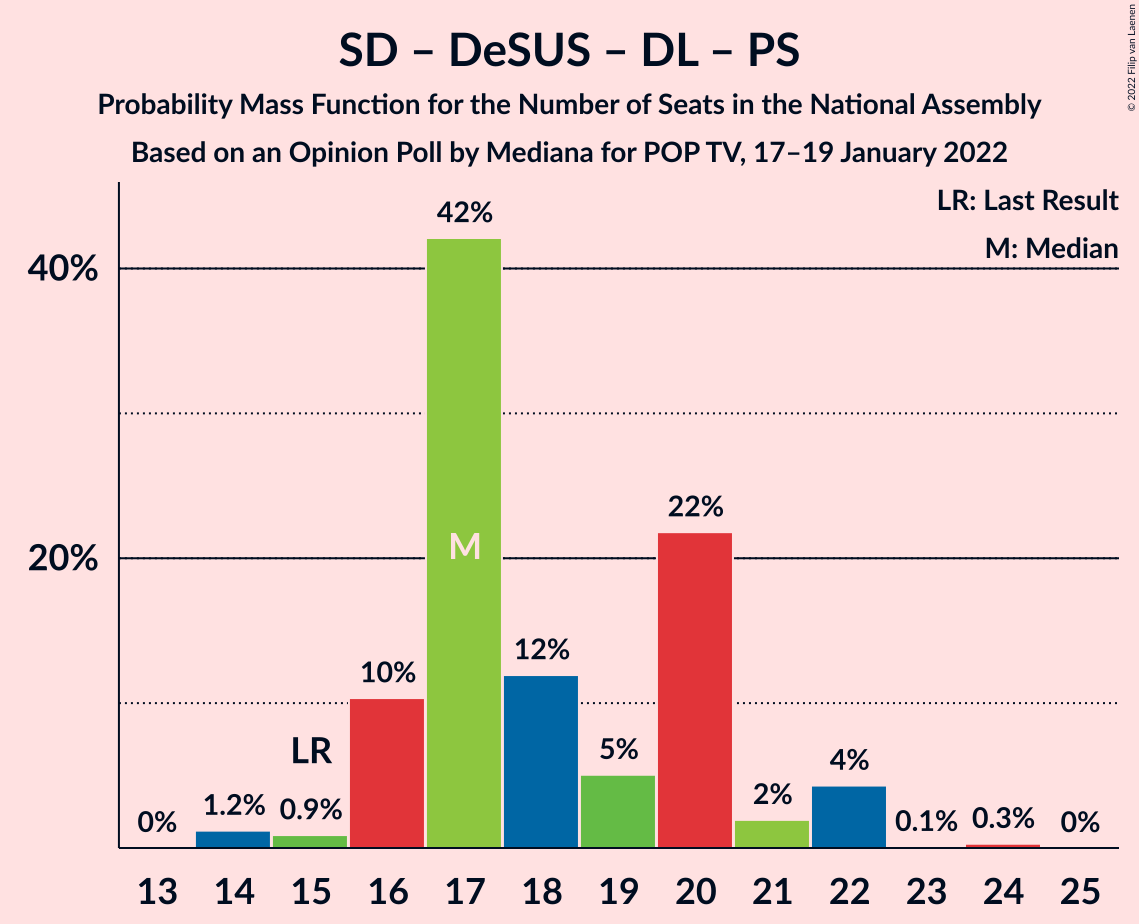 SD – DeSUS – DL – PS
Probability Mass Function for the Number of Seats in the National Assembly
Based on an Opinion Poll by Mediana for POP TV, 17–19 January 2022
© 2022 Filip van Laenen
LR: Last Result
M: Median
40%
20%
0%
1.2%
0.9%
LR
10%
42%
M
12%
5%
22%
2%
4%
0.1%
0.3%
0%
13 14 15 16 17 18 19 20 21 22 23 24 25